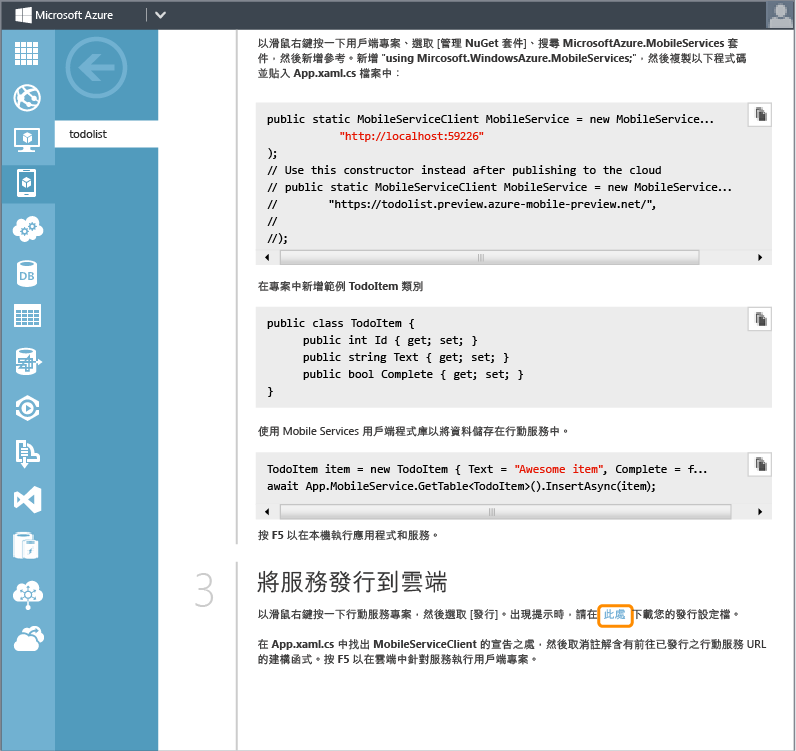 Microsoft Azure
todolist
以滑鼠右鍵按一下用戶端專案、選取 [管理 NuGet 套件]、搜尋 MicrosoftAzure.MobileServices 套
件，然後新增參考。新增 "using Mircosoft.WindowsAzure.MobileServices;"，然後複製以下程式碼
並貼入 App.xaml.cs 檔案中：
public static MobileServiceClient MobileService = new MobileService...
"http://localhost:59226"
);
// Use this constructor instead after publishing to the cloud
// public static MobileServiceClient MobileService = new MobileService...
// "https://todolist.preview.azure-mobile-preview.net/",
//
//);
在專案中新增範例 TodoItem 類別
public class TodoItem {
public int Id { get; set; }
public string Text { get; set; }
public bool Complete { get; set; }
}
使用 Mobile Services 用戶端程式庫以將資料儲存在行動服務中。
TodoItem item = new TodoItem { Text = "Awesome item", Complete = f...
await App.MobileService.GetTable<TodoItem>().InsertAsync(item);
按 F5 以在本機執行應用程式和服務。
3
將服務發行到雲端
以滑鼠右鍵按一下行動服務專案，然後選取 [發行]。出現提示時，請在 此處 下載您的發行設定檔。
在 App.xaml.cs 中找出 MobileServiceClient 的宣告之處，然後取消註解含有前往已發行之行動服務 URL
的建構函式。按 F5 以在雲端中針對服務執行用戶端專案。
DB